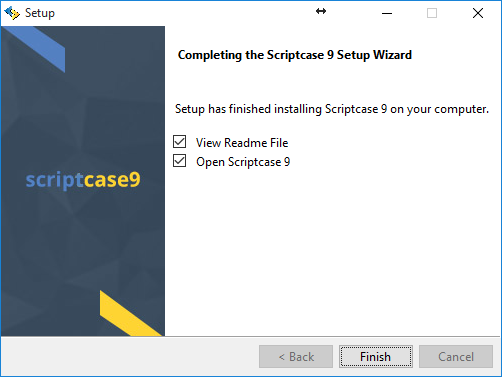 Setup
Completing the Scriptcase 9 Setup Wizard
Setup has finished installing Scriptcase 9 on your computer.
View Readme File
Open Scriptcase 9
scriptcase9
< Back
Finish
Cancel